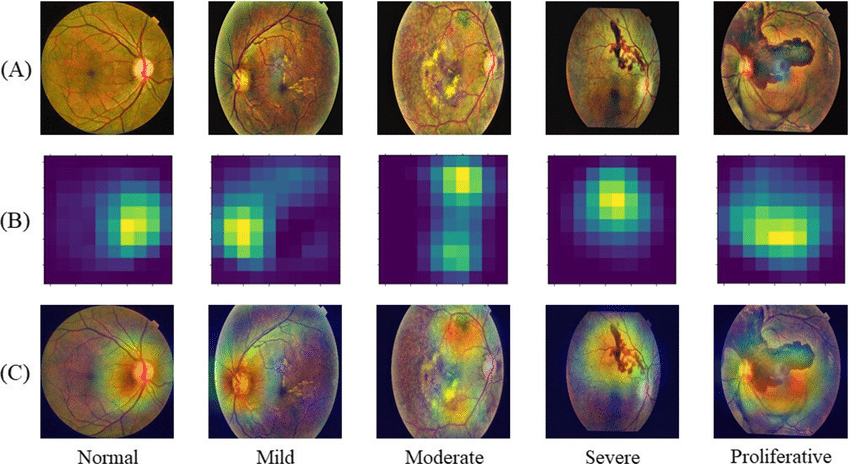 (A)
(B)
(C)
Normal Mild Moderate Severe Proliferative